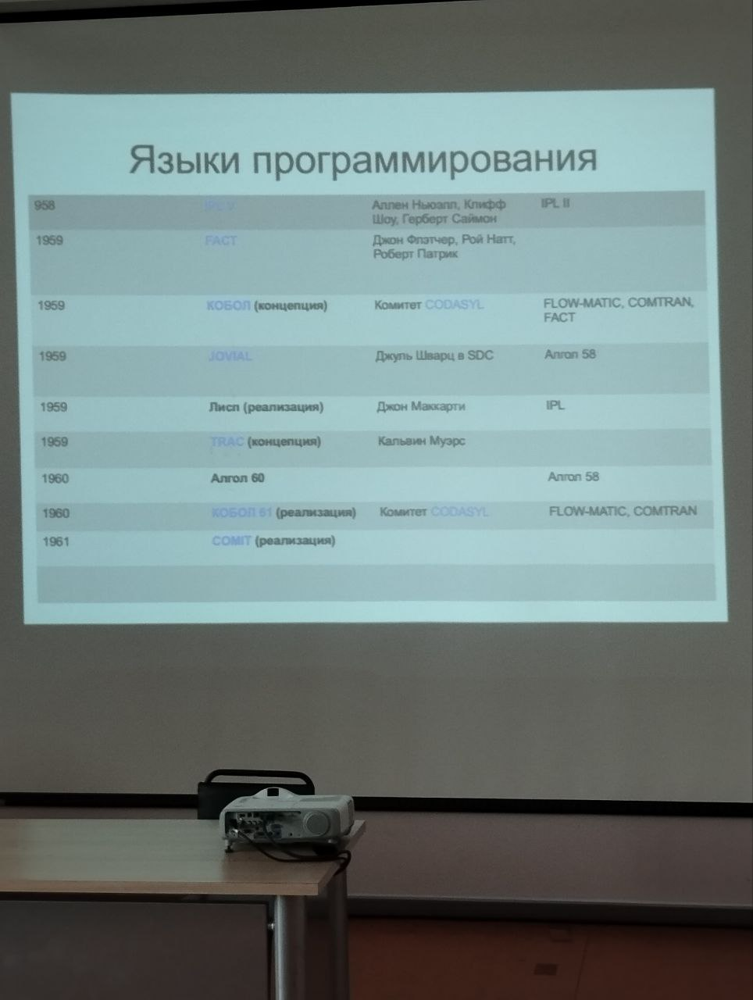 Языки программирования
958 IPL V Аллен Ньюэлл, Клифф IPL II
Шоу, Герберт Саймон
1959 FACT Джон Флэтчер, Рой Натт,
Роберт Патрик
1959 КОБОЛ (концепция) Комитет CODASYL FLOW-MATIC, COMTRAN,
FACT
1959 JOVIAL Джуль Шварц в SDC Алгол 58
1959 Лисп (реализация) Джон Маккарти IPL
1959 TRAC (концепция) Кальвин Муэрс
1960 Алгол 60 Алгол 58
1960 КОБОЛ 61 (реализация) Комитет CODASYL FLOW-MATIC, COMTRAN
1961 COMIT (реализация)